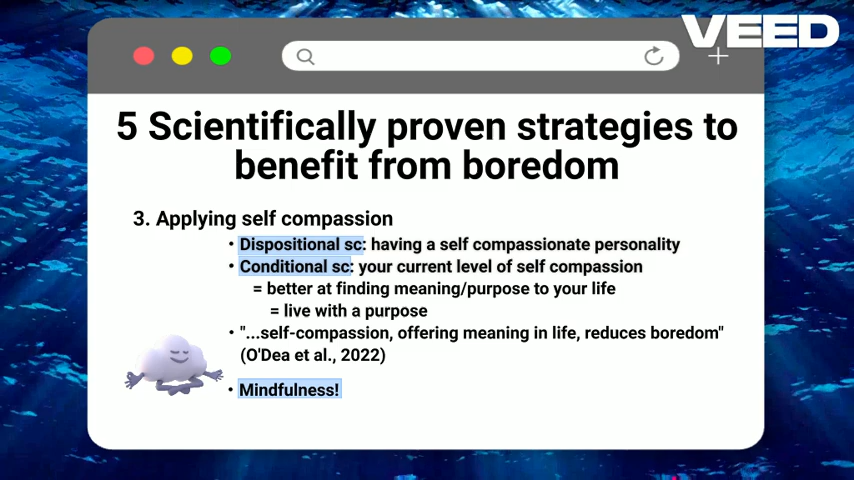 VEED
5 Scientifically proven strategies to
benefit from boredom
3. Applying self compassion
• Dispositional sc: having a self compassionate personality
• Conditional sc: your current level of self compassion
= better at finding meaning/purpose to your life
= live with a purpose
• "...self-compassion, offering meaning in life, reduces boredom"
(O'Dea et al., 2022)
• Mindfulness!